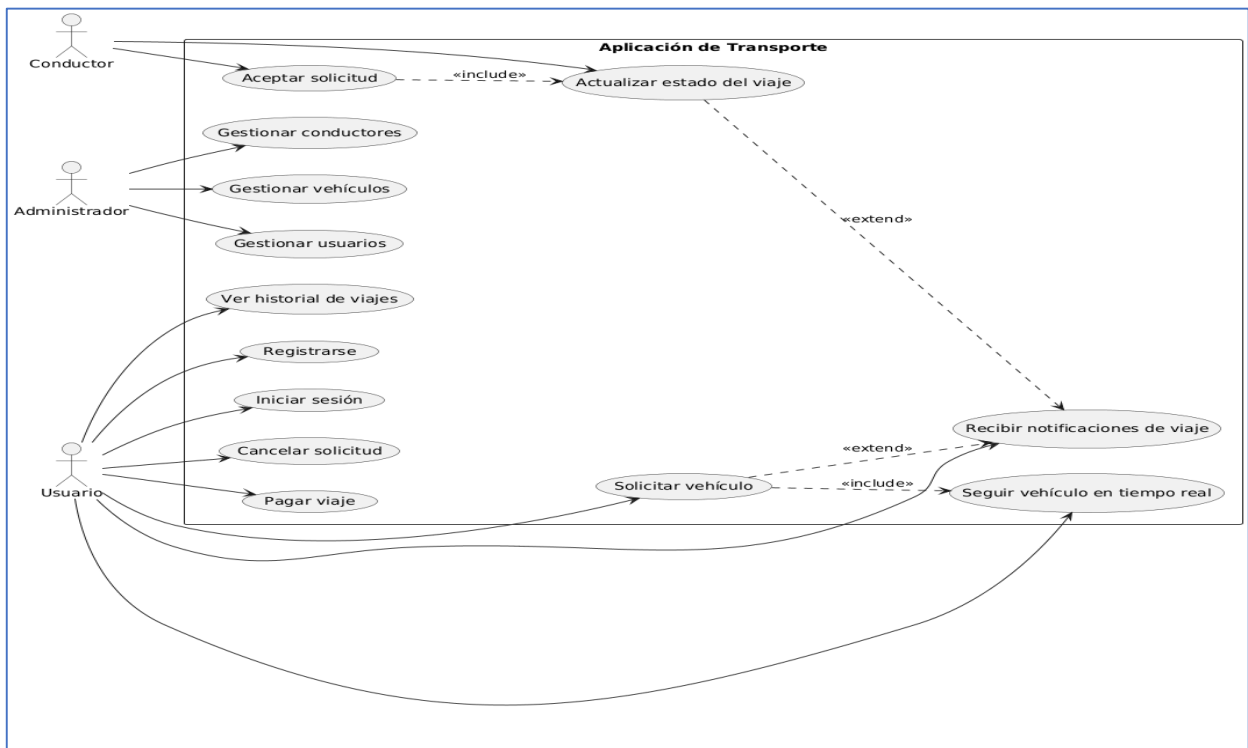 Aplicación de Transporte
Conductor
Aceptar solicitud
«include»
Actualizar estado del viaje
Gestionar conductores
Administrador
Gestionar vehículos
«extend»
Gestionar usuarios
Ver historial de viajes
Registrarse
Iniciar sesión
Recibir notificaciones de viaje
Cancelar solicitud
«extend»
Usuario
Solicitar vehículo
«include»
Seguir vehículo en tiempo real
Pagar viaje